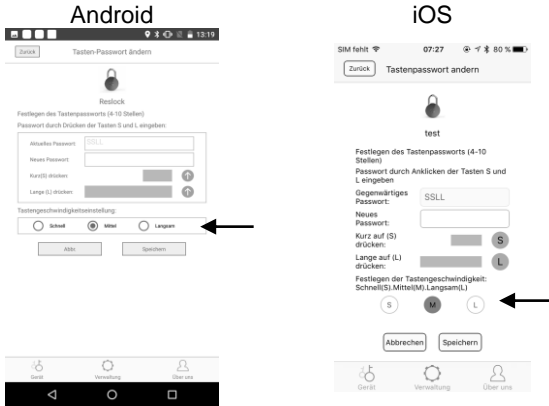 Android
13:19
Zurück
Tasten-Passwort ändern
Reslock
Festlegen des Tastenpassworts (4-10 Stellen)
Passwort durch Drücken der Tasten S und L eingeben:
Aktuelles Passwort: SSLL
Neues Passwort:
Kurz(S) drücken:
Lange (L) drücken:
Tastengeschwindigkeitseinstellung:
Schnell Mittel Langsam
Abbr. Speichern
Gerät Verwaltung Über uns
iOS
SIM fehlt 07:27 80 %
Zurück
Tastenpasswort andern
test
Festlegen des Tastenpassworts (4-10
Stellen)
Passwort durch Anklicken der Tasten S und
L eingeben
Gegenwärtiges
Passwort:
SSLL
Neues
Passwort:
Kurz auf (S)
drücken:
S
Lange auf (L)
drücken:
L
Festlegen der Tastengeschwindigkeit:
Schnell(S).Mittel(M).Langsam(L)
S M L
Abbrechen Speichern
Gerät Verwaltung Über uns